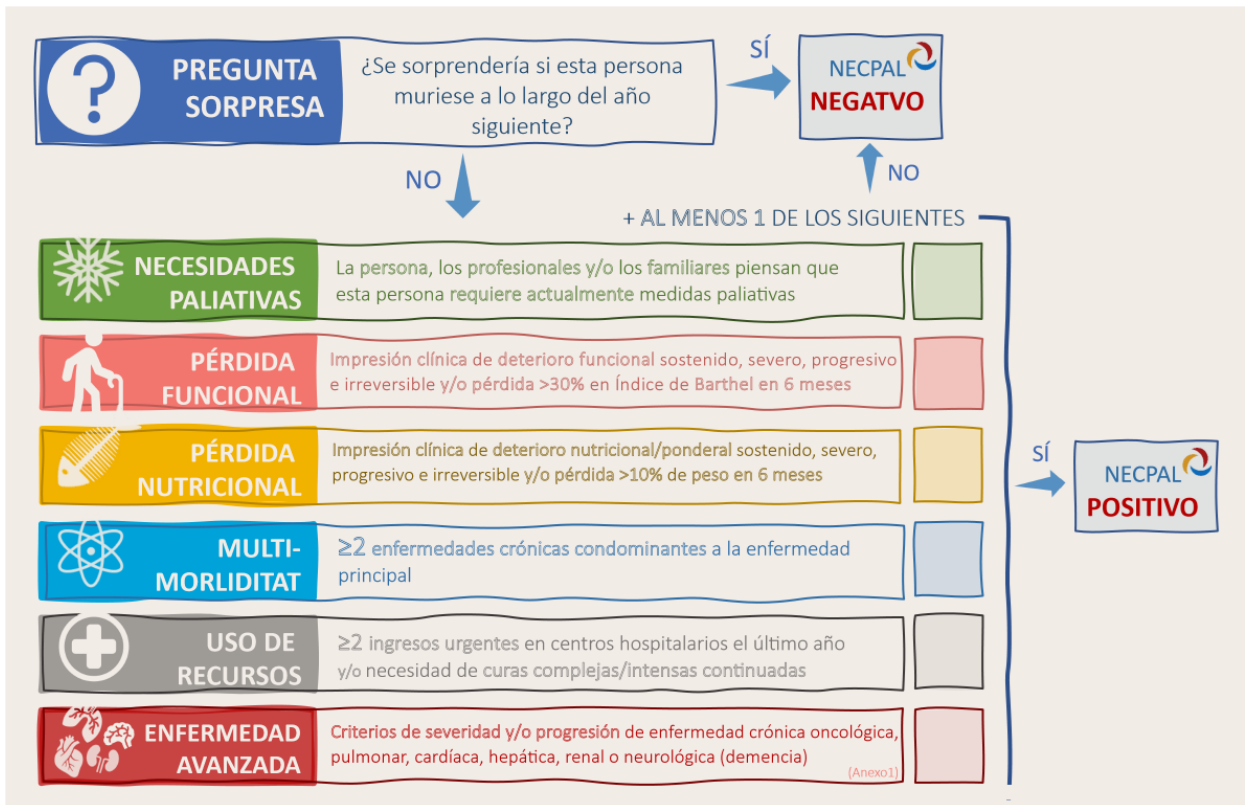 ?
PREGUNTA
SORPRESA
¿Se sorprendería si esta persona
muriese a lo largo del año
siguiente?
SÍ
NECPAL
NEGATVO
NO
NO
+ AL MENOS 1 DE LOS SIGUIENTES
NECESIDADES
PALIATIVAS
La persona, los profesionales y/o los familiares piensan que
esta persona requiere actualmente medidas paliativas
PÉRDIDA
FUNCIONAL
Impresión clínica de deterioro funcional sostenido, severo, progresivo
e irreversible y/o pérdida >30% en Índice de Barthel en 6 meses
PÉRDIDA
NUTRICIONAL
Impresión clínica de deterioro nutricional/ponderal sostenido, severo,
progresivo e irreversible y/o pérdida >10% de peso en 6 meses
SÍ
NECPAL
POSITIVO
MULTI-
MORLIDITAT
≥2 enfermedades crónicas condominantes a la enfermedad
principal
USO DE
RECURSOS
≥2 ingresos urgentes en centros hospitalarios el último año
y/o necesidad de curas complejas/intensas continuadas
ENFERMEDAD
AVANZADA
Criterios de severidad y/o progresión de enfermedad crónica oncológica,
pulmonar, cardíaca, hepática, renal o neurológica (demencia)
(Anexo1)